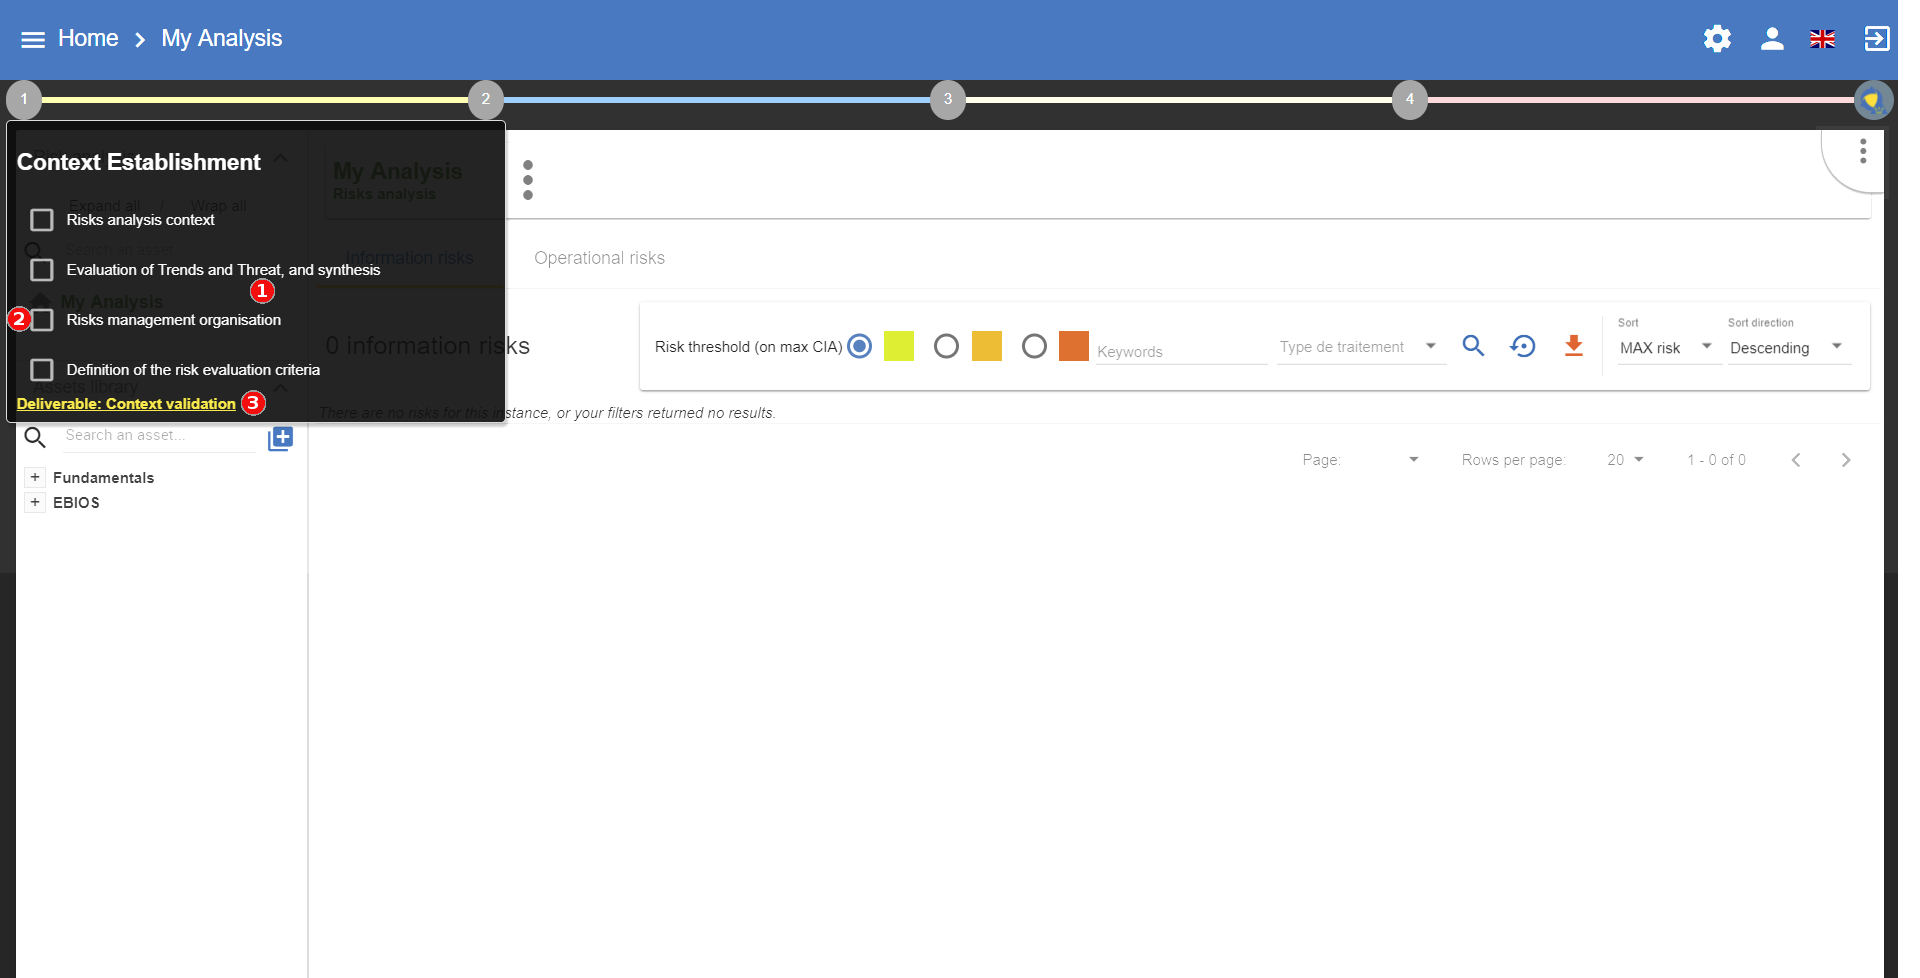 Home > My Analysis
1 2 3 4
Context Establishment
Expand all / Wrap all
Risks analysis context
Search an asset...
Evaluation of Trends and Threat, and synthesis
1
My Analysis
2 Risks management organisation
Definition of the risk evaluation criteria
Assets library
Deliverable: Context validation 3
Search an asset...
+ Fundamentals
+ EBIOS
My Analysis
Risks analysis
Information risks Operational risks
0 information risks
Risk threshold (on max CIA) Keywords Type de traitement
Sort Sort direction
MAX risk Descending
There are no risks for this instance, or your filters returned no results.
Page: Rows per page: 20 1 - 0 of 0